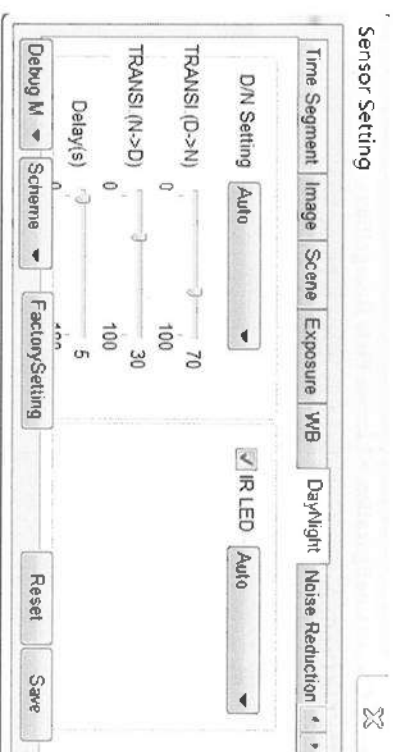 Sensor Setting
Time Segment Image Scene Exposure WB DayNight Noise Reduction
D/N Setting Auto IR LED Auto
TRANSI (D->N) 70
0 100
TRANSI (N->D) 30
0 100
Delay(s) 5
0
Debug M Scheme FactorySetting Reset Save